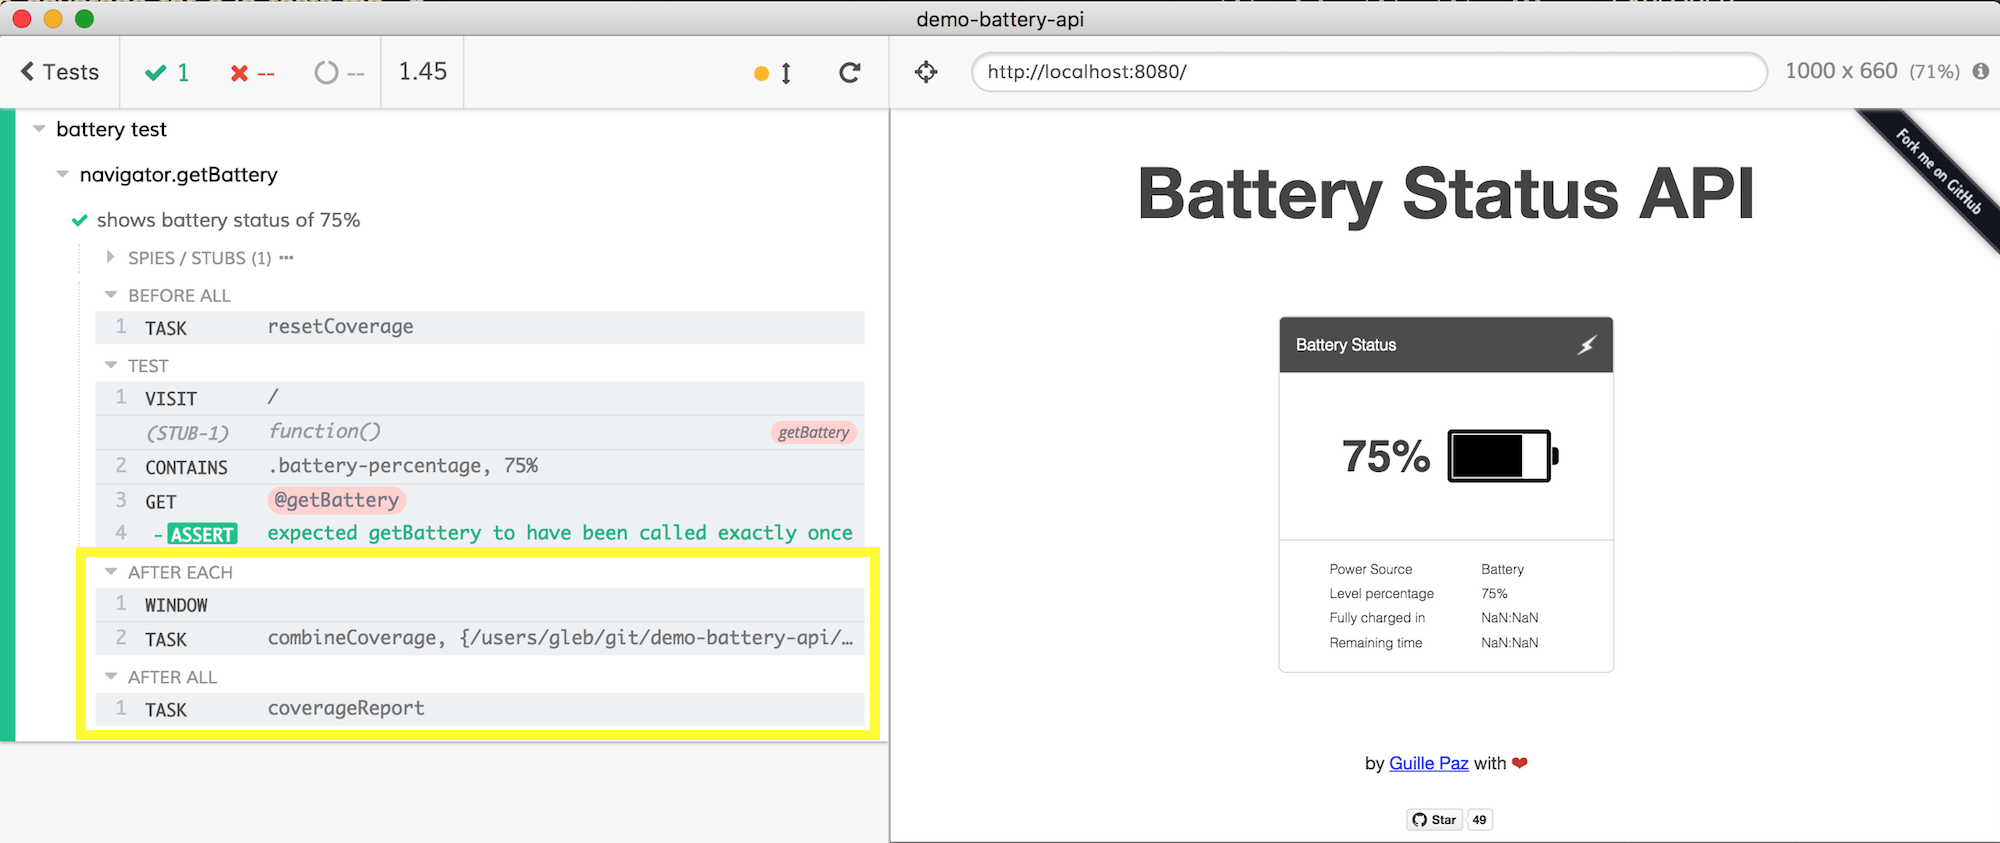 demo-battery-api
Tests 1 -- -- 1.45
http://localhost:8080/ 1000 x 660 (71%)
battery test
navigator.getBattery
shows battery status of 75%
SPIES / STUBS (1)
BEFORE ALL
1 TASK resetCoverage
TEST
1 VISIT /
(STUB-1) function() getBattery
2 CONTAINS .battery-percentage, 75%
3 GET @getBattery
4 -ASSERT expected getBattery to have been called exactly once
AFTER EACH
1 WINDOW
2 TASK combineCoverage, {/users/gleb/git/demo-battery-api/…
AFTER ALL
1 TASK coverageReport
Fork me on GitHub
Battery Status API
Battery Status
75%
Power Source Battery
Level percentage 75%
Fully charged in NaN:NaN
Remaining time NaN:NaN
by Guille Paz with ❤
Star 49